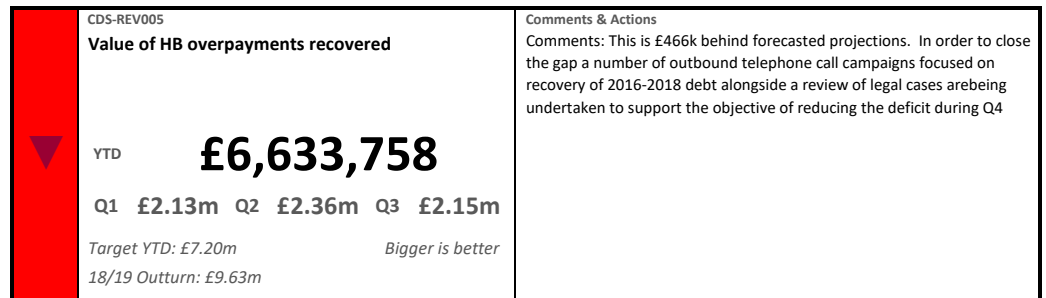 CDS-REV005
Value of HB overpayments recovered
YTD £6,633,758
Q1 £2.13m Q2 £2.36m Q3 £2.15m
Target YTD: £7.20m Bigger is better
18/19 Outturn: £9.63m
Comments & Actions
Comments: This is £466k behind forecasted projections. In order to close
the gap a number of outbound telephone call campaigns focused on
recovery of 2016-2018 debt alongside a review of legal cases arebeing
undertaken to support the objective of reducing the deficit during Q4